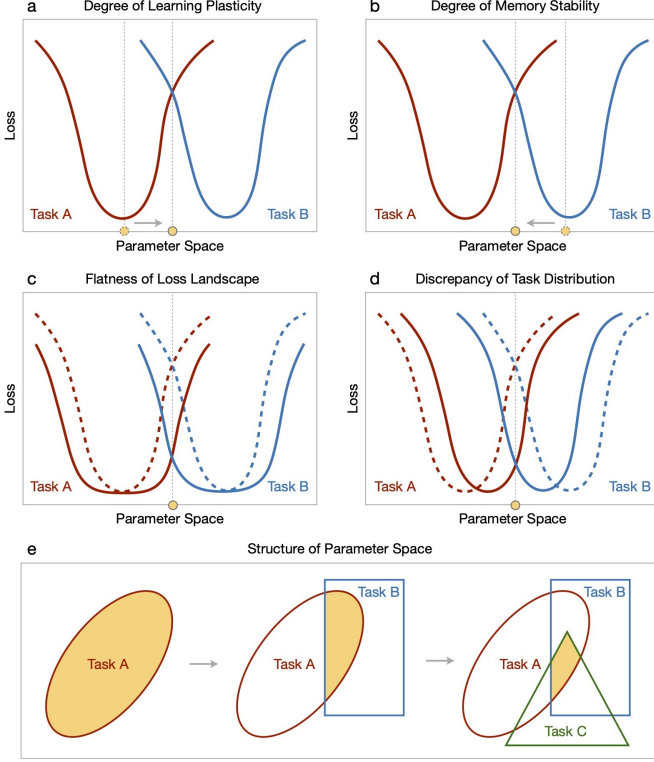 a Degree of Learning Plasticity
b Degree of Memory Stability
Loss
Task A
Task B
Parameter Space
Loss
Task A
Task B
Parameter Space
c Flatness of Loss Landscape
d Discrepancy of Task Distribution
Loss
Task A
Task B
Parameter Space
Loss
Task A
Task B
Parameter Space
e Structure of Parameter Space
Task A
Task A
Task B
Task A
Task B
Task C